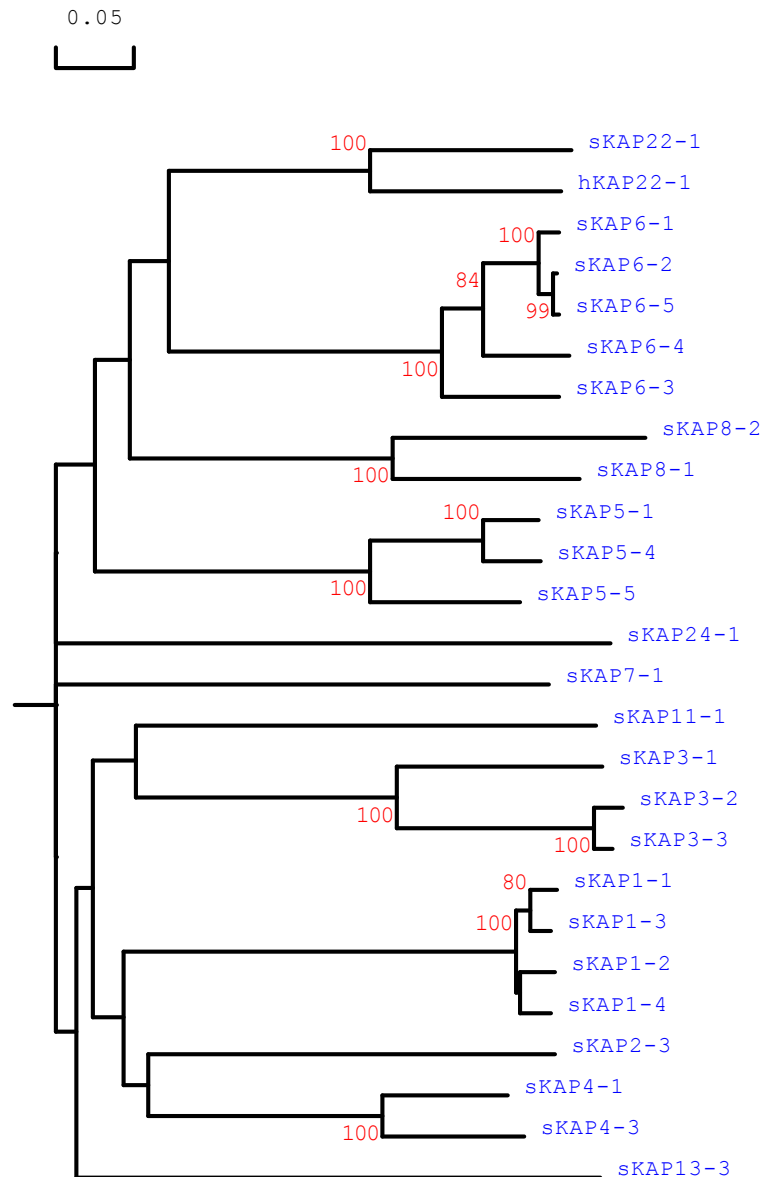 0.05
100
sKAP22-1
hKAP22-1
sKAP6-1
100
sKAP6-2
84
sKAP6-5
99
sKAP6-4
100
sKAP6-3
sKAP8-2
100
sKAP8-1
100
sKAP5-1
sKAP5-4
100
sKAP5-5
sKAP24-1
sKAP7-1
sKAP11-1
sKAP3-1
sKAP3-2
100
sKAP3-3
100
80
sKAP1-1
100
sKAP1-3
sKAP1-2
sKAP1-4
sKAP2-3
sKAP4-1
100
sKAP4-3
sKAP13-3